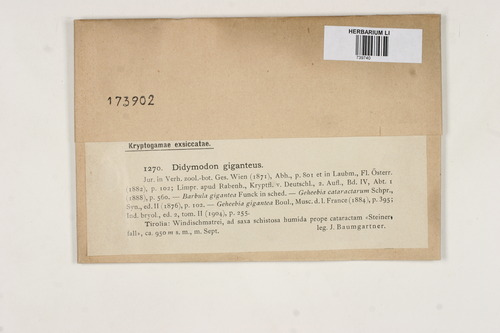 HERBARIUM LI
739740
173902
Kryptogamae exsiccatae.
1270. Didymodon giganteus.
Jur. in Verh. zool.-bot. Ges. Wien (1871), Abb., p. 801 et in Laubm., Fl. Österr.
(1882), p. 102; Limpr. apud Rabenh., Kryptfl. v. Deutschl., 2. Aufl., Bd. IV, Abt. 1
(1888), p. 560. — Barbula gigantea Funck in sched. — Geheebia cataractarum Schpr.,
Syn., ed. II (1876), p. 102. — Geheebia gigantea Boul., Musc. d. l. France (1884), p. 395;
Ind. bryol., ed. 2, tom. II (1904), p. 255.
Tirolia: Windischmatrei, ad saxa schistosa humida prope cataractam «Steiner-
fall», ca. 950 m s. m., m. Sept. leg. J. Baumgartner.